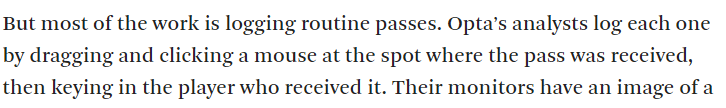 But most of the work is logging routine passes. Opta’s analysts log each one
by dragging and clicking a mouse at the spot where the pass was received,
then keying in the player who received it. Their monitors have an image of a